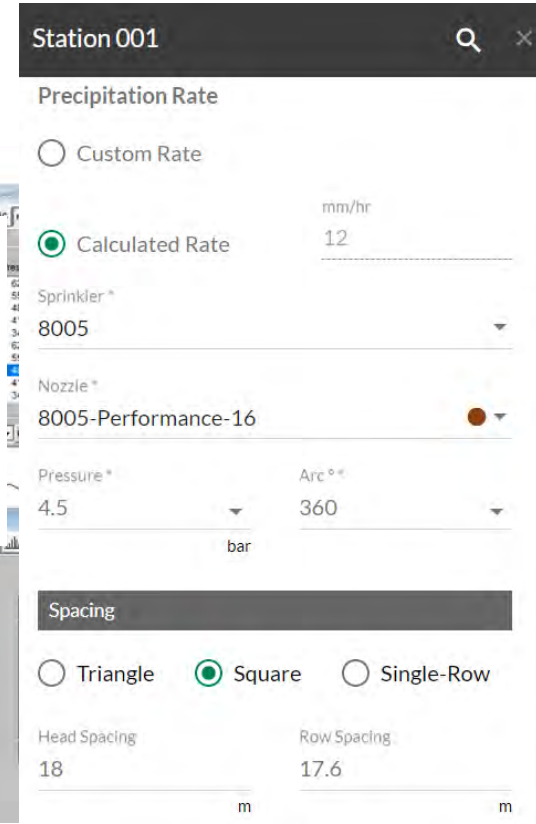 Station 001
Precipitation Rate
Custom Rate
mm/hr
Calculated Rate 12
Sprinkler *
8005
Nozzle *
8005-Performance-16
Pressure * Arc ° *
4.5 360
bar
Spacing
Triangle Square Single-Row
Head Spacing Row Spacing
18 17.6
m m